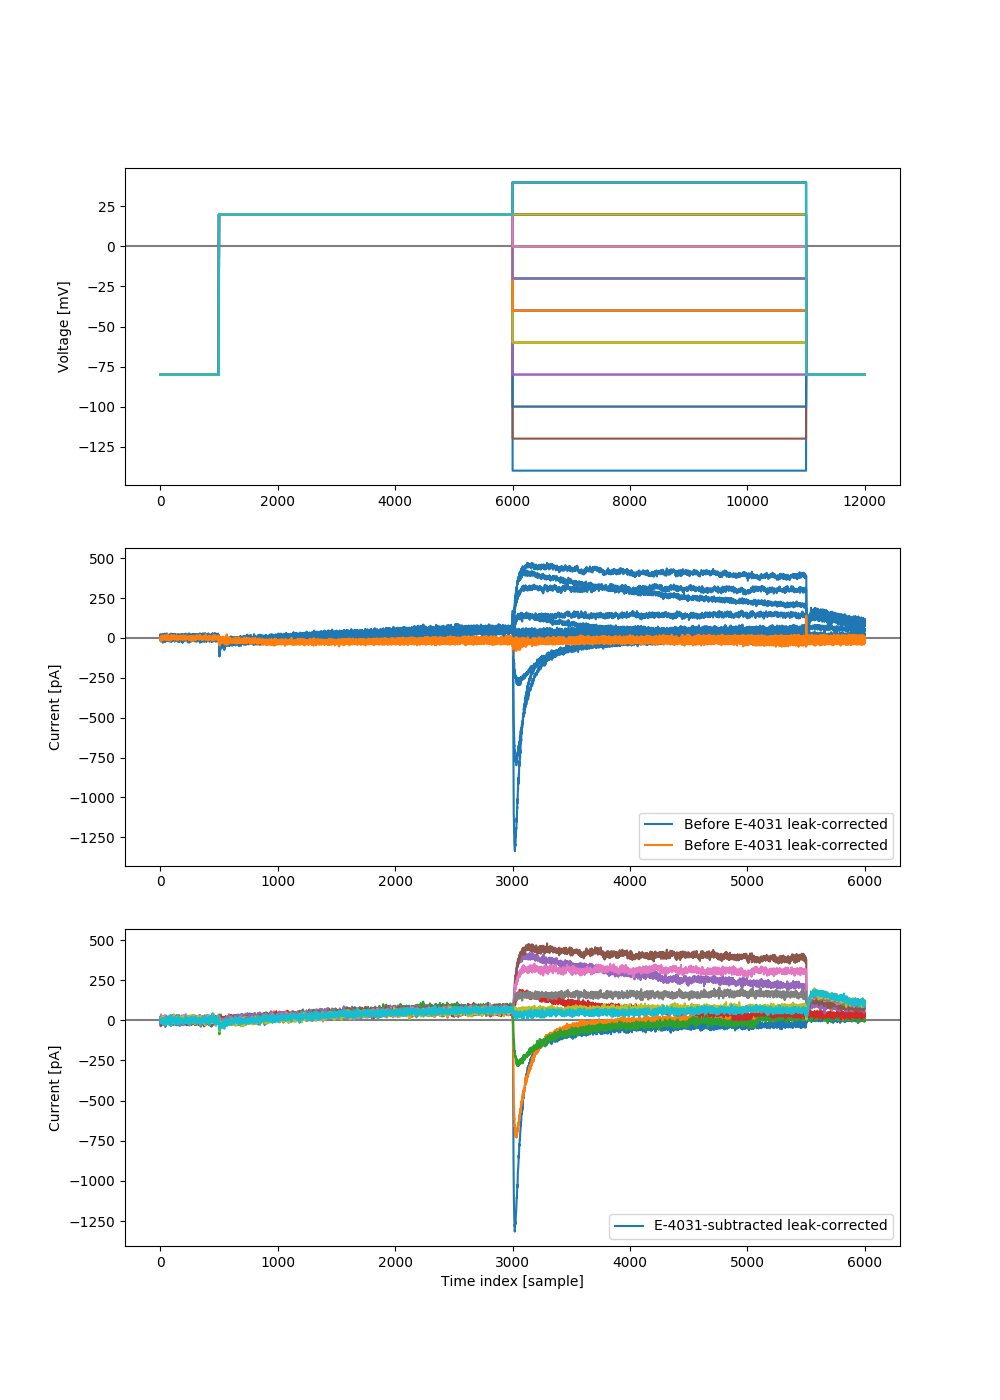 25
0
−25
−50
−75
−100
−125
Voltage [mV]
0 2000 4000 6000 8000 10000 12000
500
250
0
−250
−500
−750
−1000
−1250
Current [pA]
Before E-4031 leak-corrected
Before E-4031 leak-corrected
0 1000 2000 3000 4000 5000 6000
500
250
0
−250
−500
−750
−1000
−1250
Current [pA]
E-4031-subtracted leak-corrected
0 1000 2000 3000 4000 5000 6000
Time index [sample]